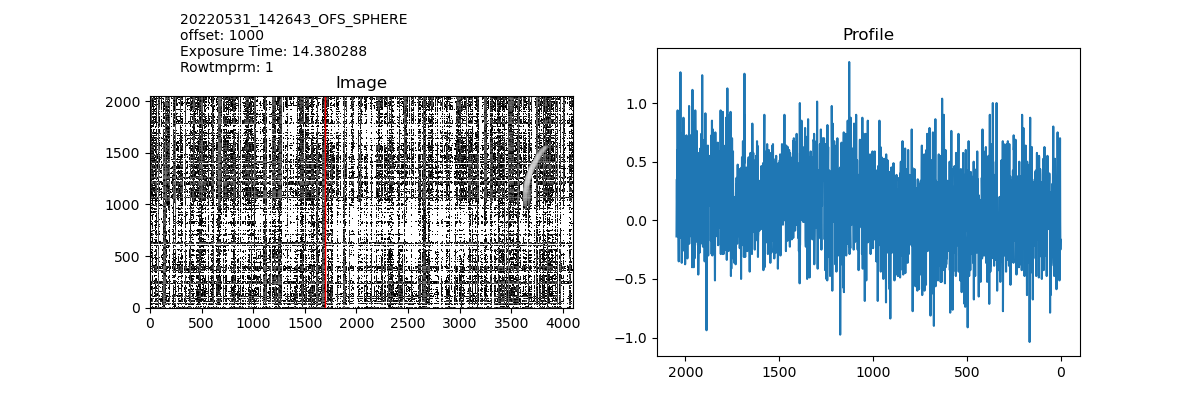 20220531_142643_OFS_SPHERE
offset: 1000
Exposure Time: 14.380288
Rowtmprm: 1
Image
2000
1500
1000
500
0
0 500 1000 1500 2000 2500 3000 3500 4000
Profile
1.0
0.5
0.0
−0.5
−1.0
2000 1500 1000 500 0